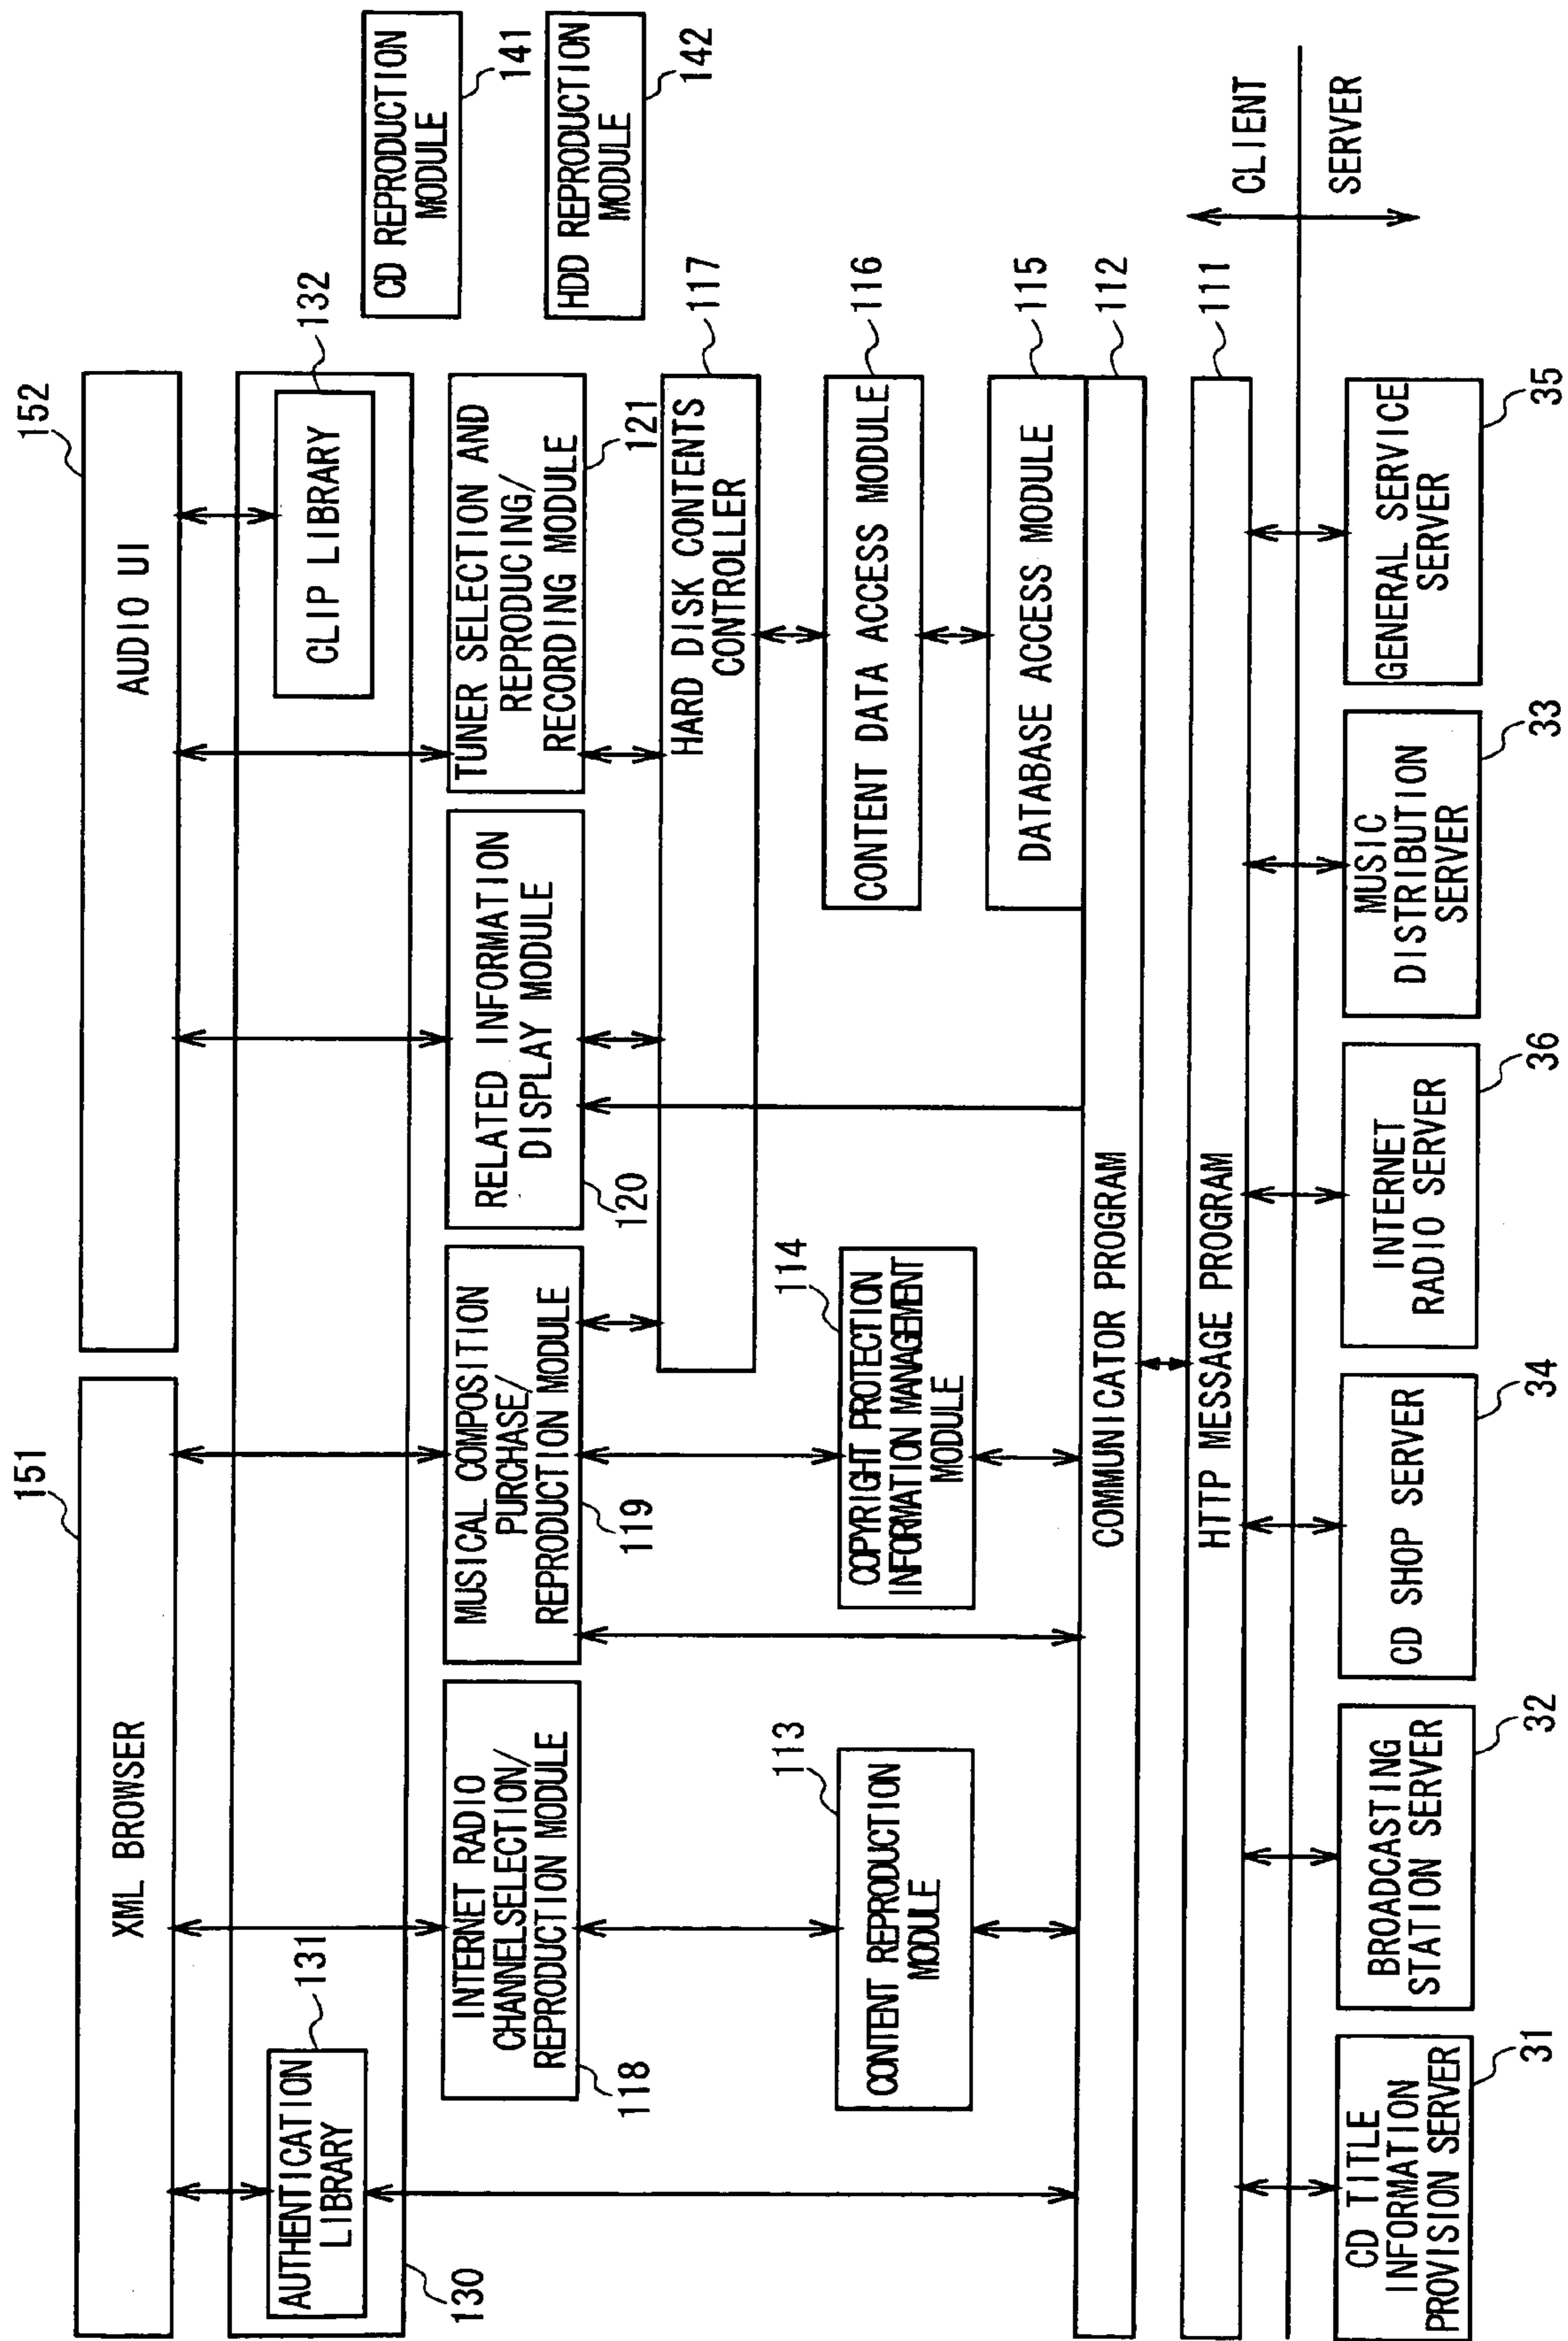 151
XML BROWSER
152
AUDIO UI
130
AUTHENTICATION
LIBRARY
131
CLIP LIBRARY
132
CD REPRODUCTION
MODULE
141
HDD REPRODUCTION
MODULE
142
INTERNET RADIO
CHANNELSELECTION/
REPRODUCTION MODULE
118
MUSICAL COMPOSITION
PURCHASE/
REPRODUCTION MODULE
119
RELATED INFORMATION
DISPLAY MODULE
120
TUNER SELECTION AND
REPRODUCING/
RECORDING MODULE
121
HARD DISK CONTENTS
CONTROLLER
117
CONTENT REPRODUCTION
MODULE
113
COPYRIGHT PROTECTION
INFORMATION MANAGEMENT
MODULE
114
CONTENT DATA ACCESS MODULE
116
DATABASE ACCESS MODULE
115
COMMUNICATOR PROGRAM
112
HTTP MESSAGE PROGRAM
111
CLIENT
SERVER
CD TITLE
INFORMATION
PROVISION SERVER
31
BROADCASTING
STATION SERVER
32
CD SHOP SERVER
34
INTERNET
RADIO SERVER
36
MUSIC
DISTRIBUTION
SERVER
33
GENERAL SERVICE
SERVER
35